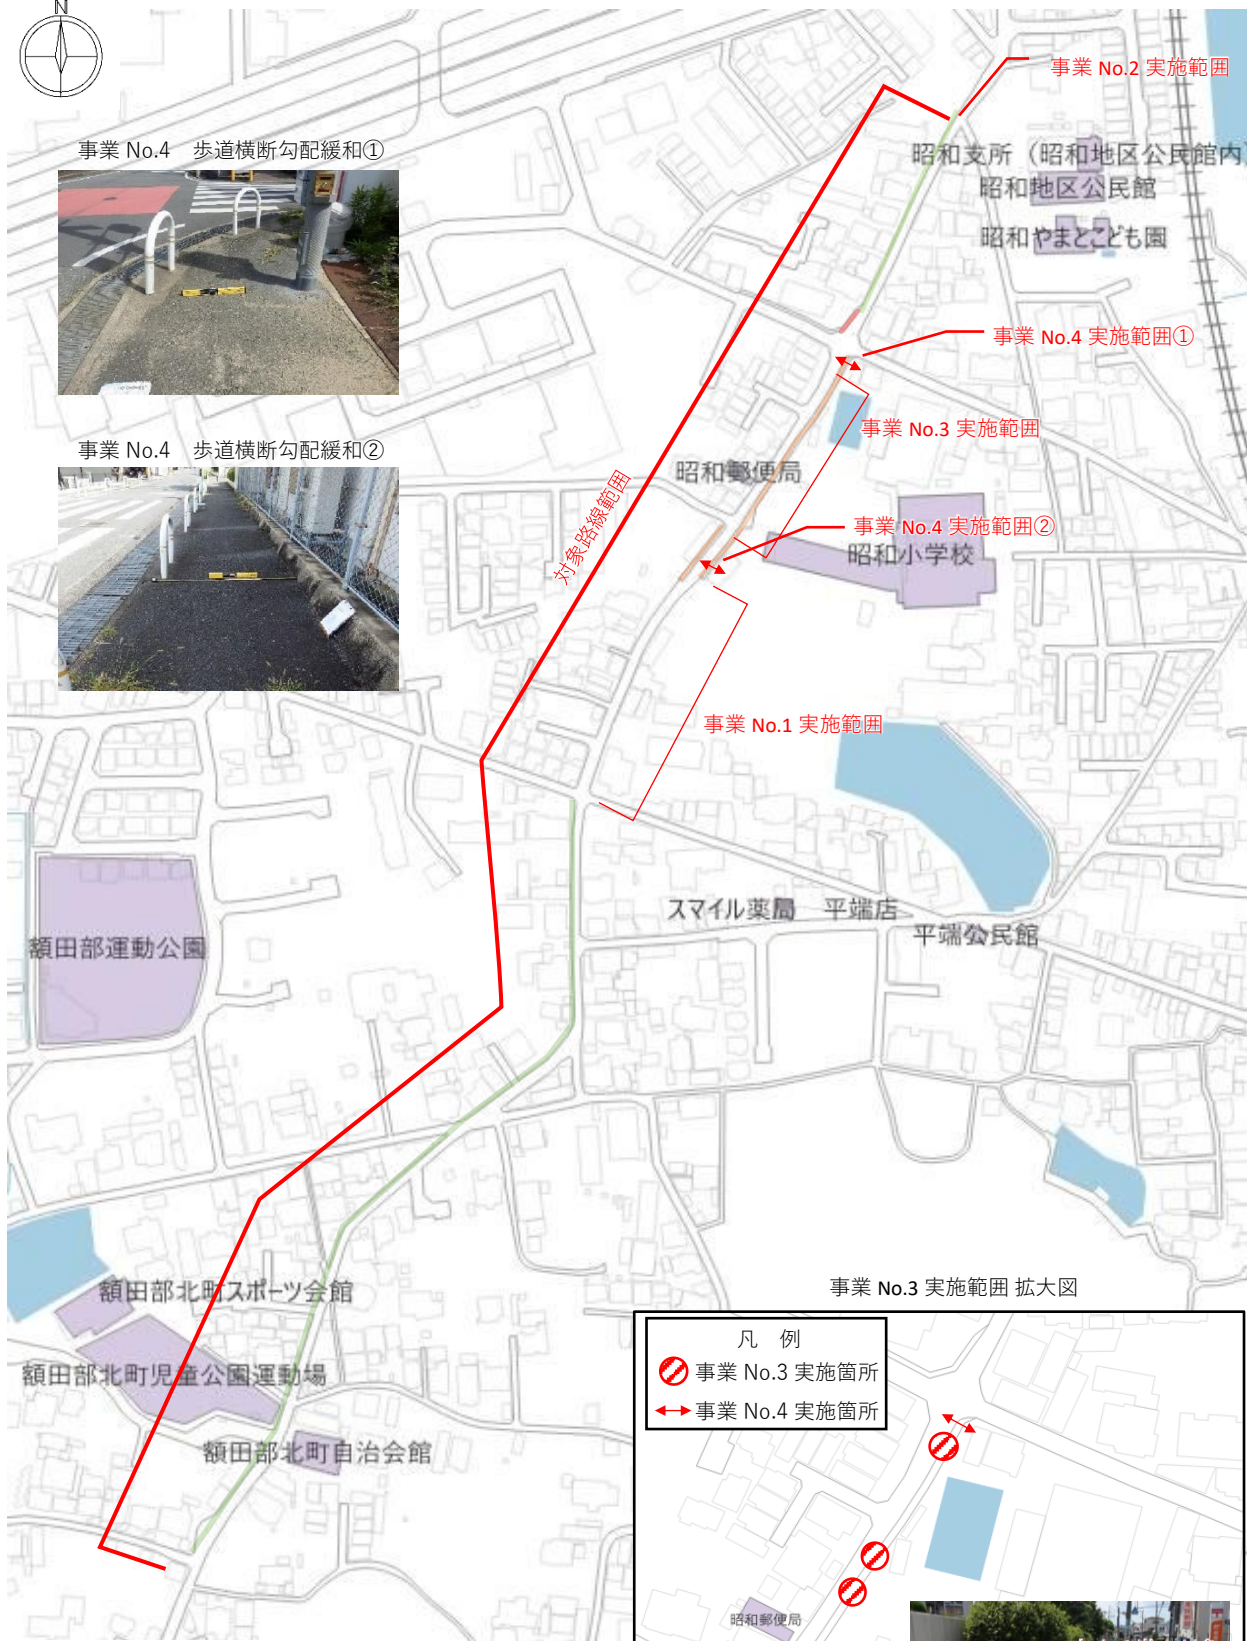 N
事業 No.2 実施範囲
事業 No.4　歩道横断勾配緩和①
昭和支所（昭和地区公民館内）
昭和地区公民館
昭和やまとこども園
事業 No.4 実施範囲①
事業 No.3 実施範囲
事業 No.4　歩道横断勾配緩和②
昭和郵便局
対象路線範囲
事業 No.4 実施範囲②
昭和小学校
事業 No.1 実施範囲
スマイル薬局　平端店
平端公民館
額田部運動公園
額田部北町スポーツ会館
額田部北町児童公園運動場
額田部北町自治会館
事業 No.3 実施範囲 拡大図
凡　例
事業 No.3 実施箇所
事業 No.4 実施箇所
昭和郵便局